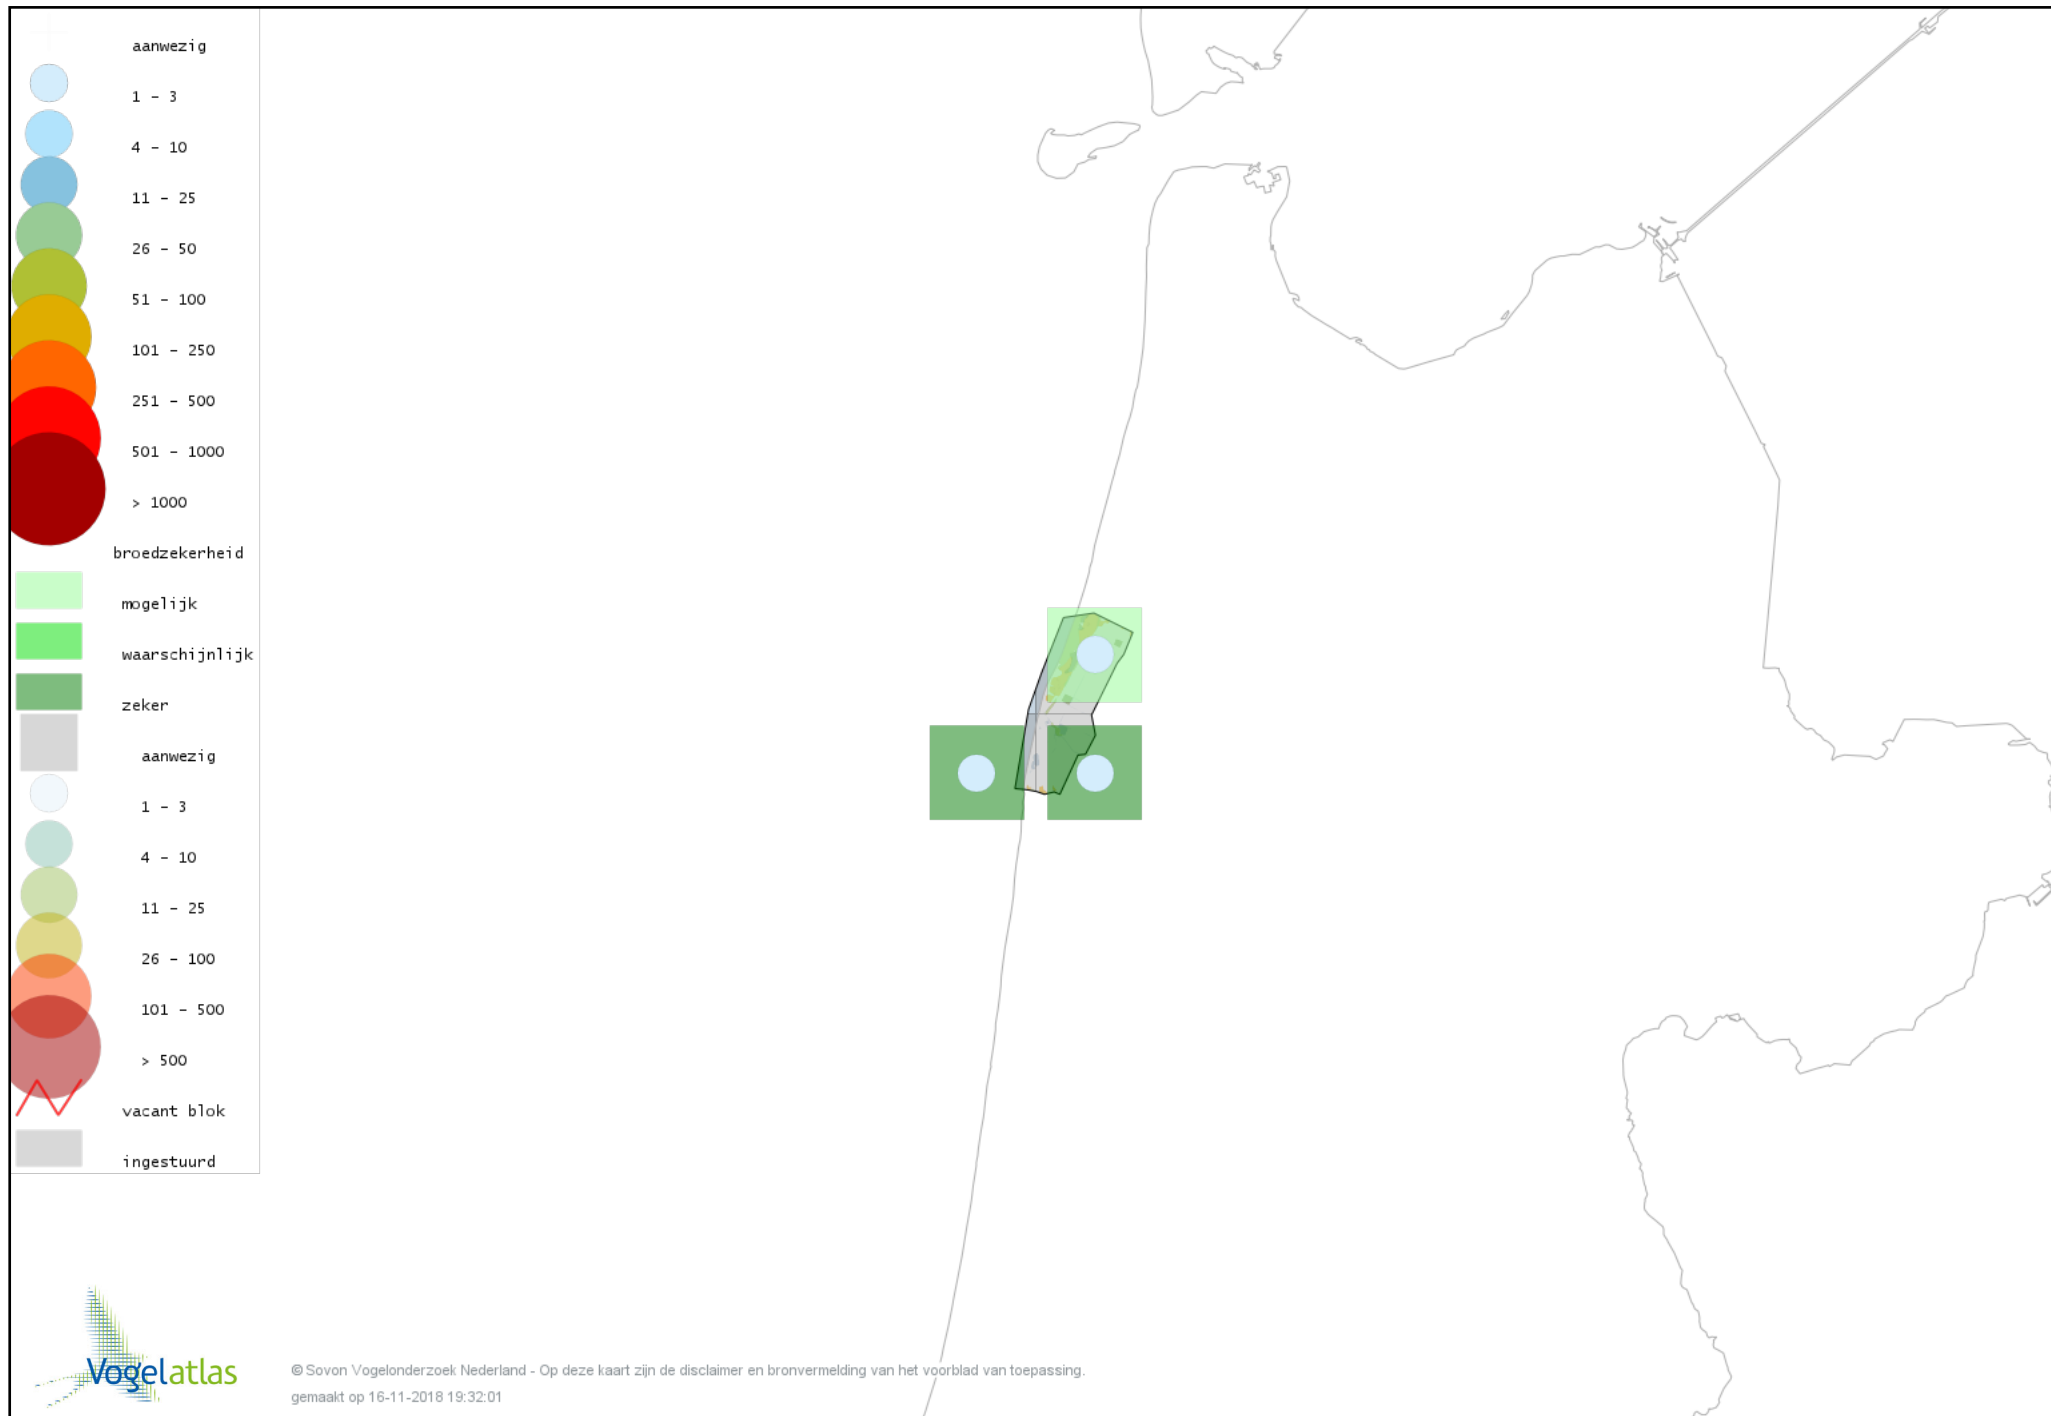 aanwezig
1 - 3
4 - 10
11 - 25
26 - 50
51 - 100
101 - 250
251 - 500
501 - 1000
> 1000
broedzekerheid
mogelijk
waarschijnlijk
zeker
aanwezig
1 - 3
4 - 10
11 - 25
26 - 100
101 - 500
> 500
vacant blok
ingestuurd
Vogelatlas
© Sovon Vogelonderzoek Nederland - Op deze kaart zijn de disclaimer en bronvermelding van het voorblad van toepassing.
gemaakt op 16-11-2018 19:32:01